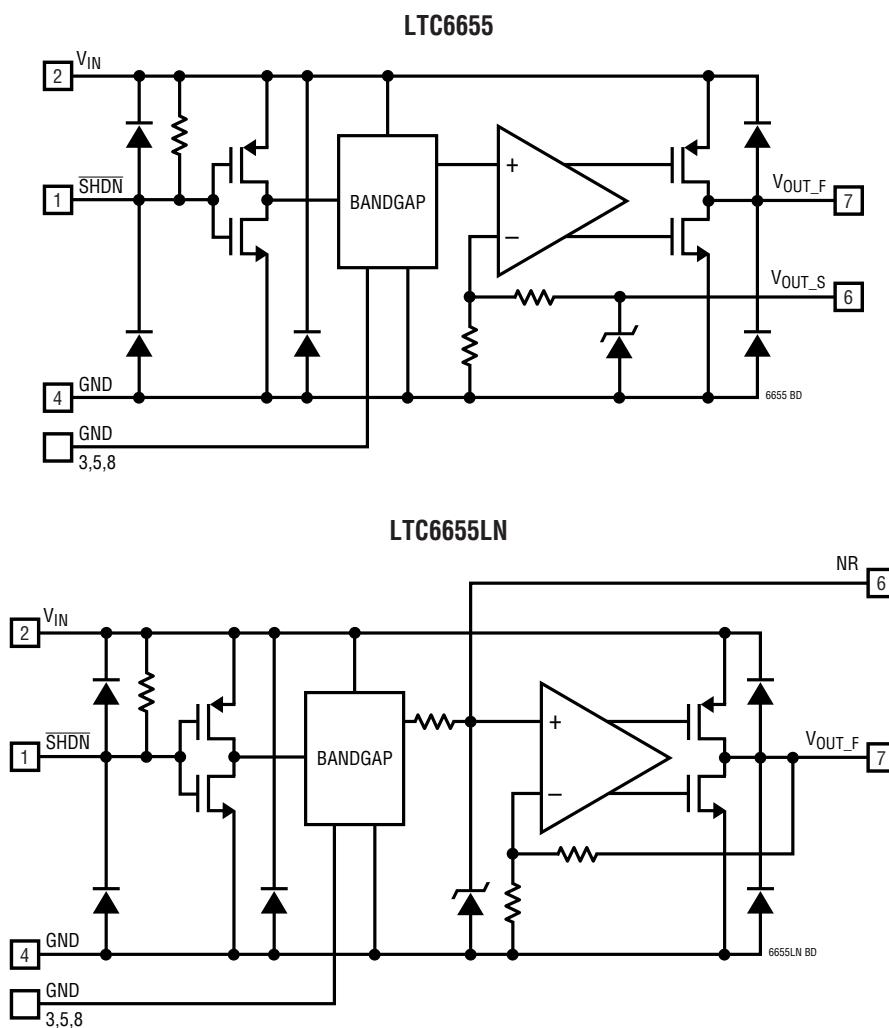 LTC6655
2 VIN
1 SHDN
BANDGAP
+
–
VOUT_F 7
VOUT_S 6
4 GND
6655 BD
GND
3,5,8
LTC6655LN
NR 6
2 VIN
1 SHDN
BANDGAP
+
–
VOUT_F 7
4 GND
6655LN BD
GND
3,5,8